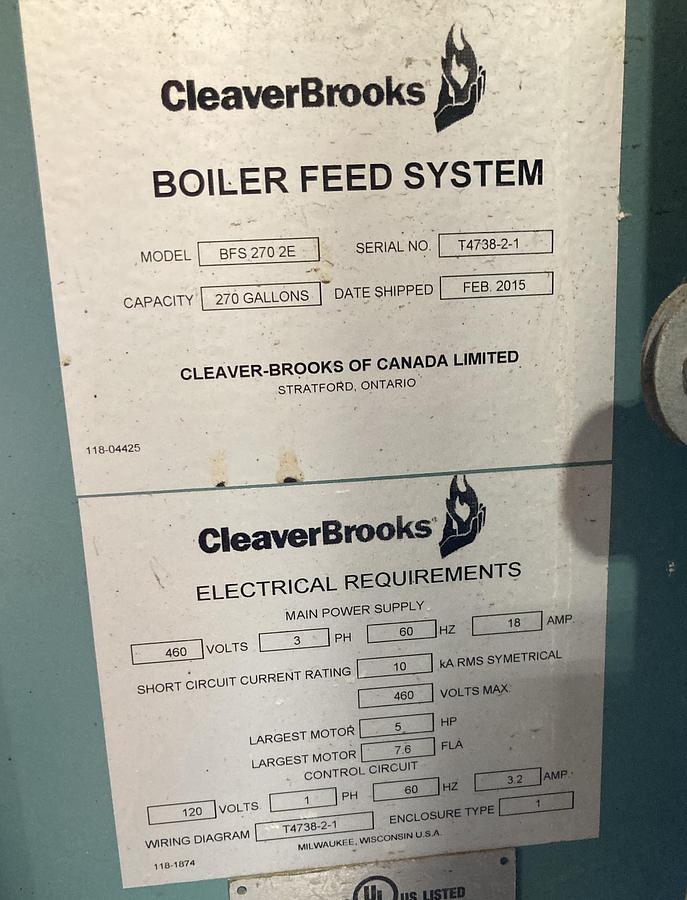 CleaverBrooks
BOILER FEED SYSTEM
MODEL BFS 270 2E SERIAL NO. T4738-2-1
CAPACITY 270 GALLONS DATE SHIPPED FEB. 2015
CLEAVER-BROOKS OF CANADA LIMITED
STRATFORD, ONTARIO
118-04425
CleaverBrooks
ELECTRICAL REQUIREMENTS
MAIN POWER SUPPLY
460 VOLTS 3 PH 60 HZ 18 AMP.
SHORT CIRCUIT CURRENT RATING 10 kA RMS SYMETRICAL
460 VOLTS MAX.
LARGEST MOTOR 5 HP
LARGEST MOTOR 7.6 FLA
CONTROL CIRCUIT
120 VOLTS 1 PH 60 HZ 3.2 AMP.
WIRING DIAGRAM T4738-2-1 ENCLOSURE TYPE 1
MILWAUKEE, WISCONSIN U.S.A.
118-1874
UL US LISTED